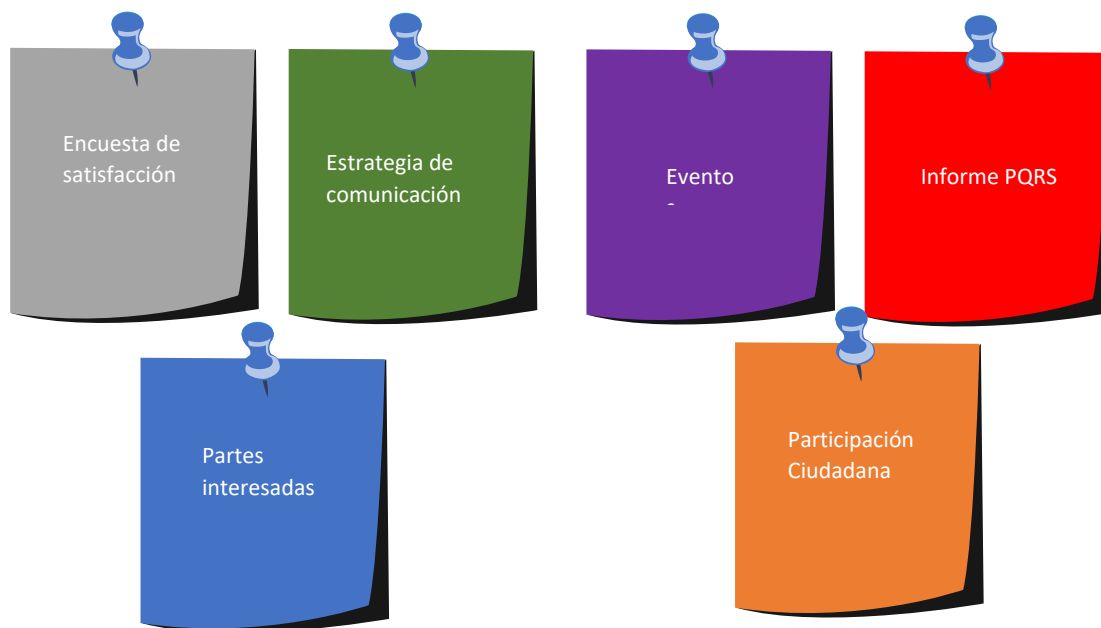 Encuesta de
satisfacción
Estrategia de
comunicación
Evento
Informe PQRS
Partes
interesadas
Participación
Ciudadana